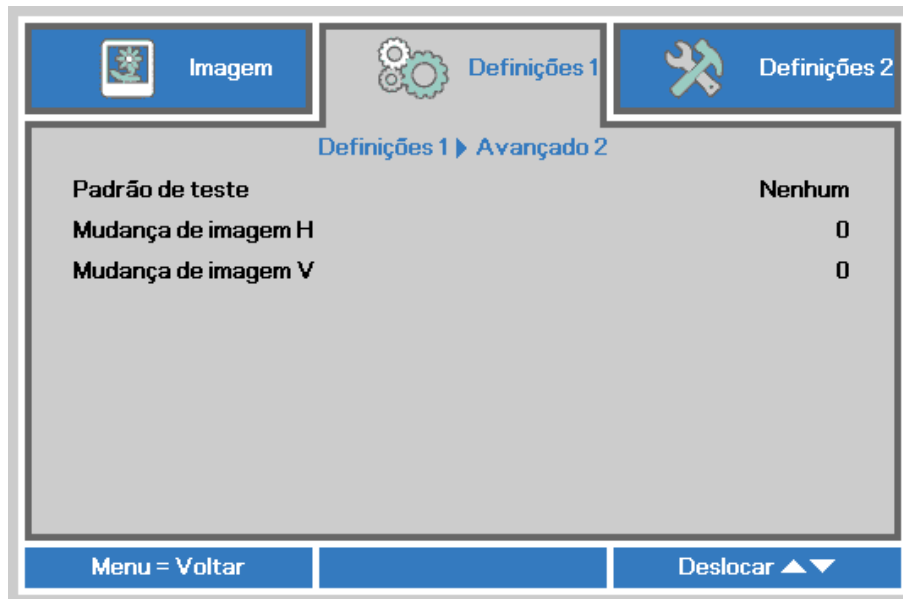 Imagem Definições 1 Definições 2
Definições 1 ▶ Avançado 2
Padrão de teste Nenhum
Mudança de imagem H 0
Mudança de imagem V 0
Menu = Voltar Deslocar ▲▼